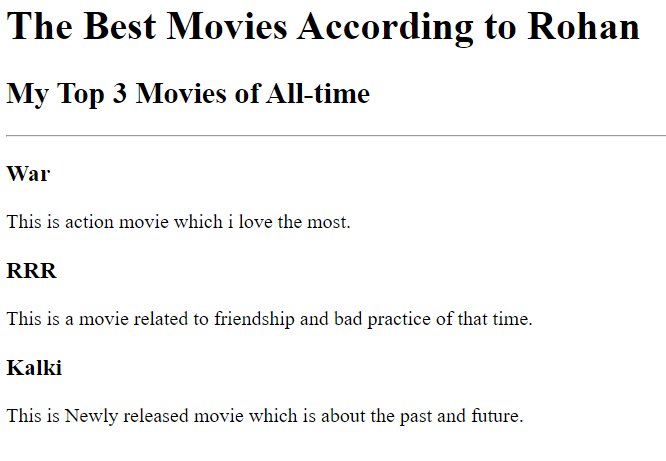 The Best Movies According to Rohan
My Top 3 Movies of All-time
War
This is action movie which i love the most.
RRR
This is a movie related to friendship and bad practice of that time.
Kalki
This is Newly released movie which is about the past and future.